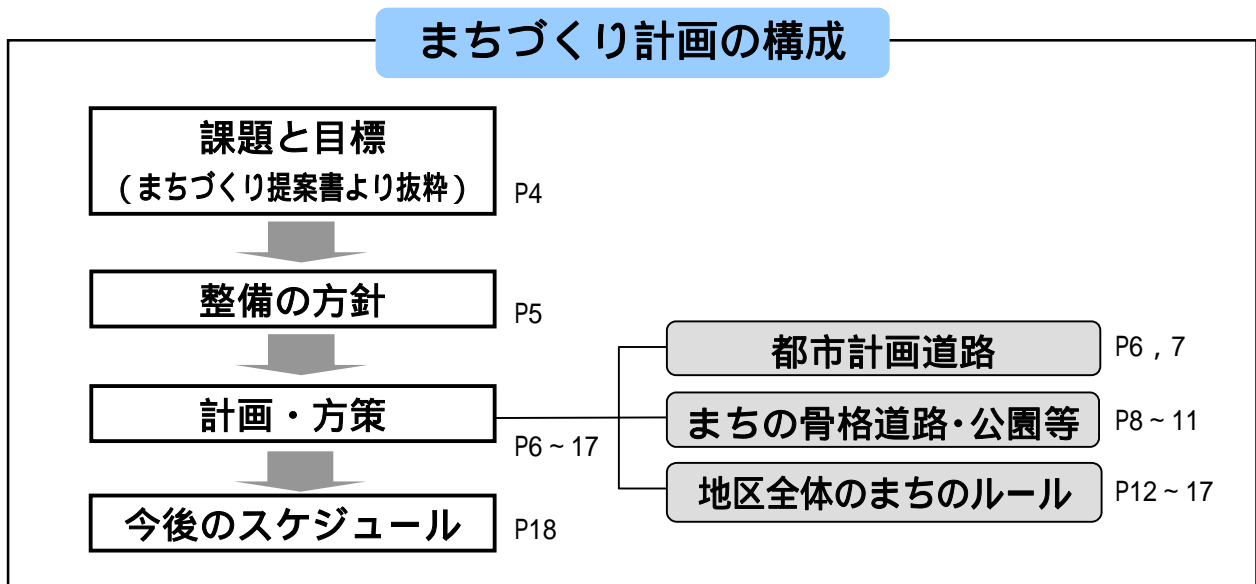 まちづくり計画の構成
課題と目標
（まちづくり提案書より抜粋）
P4
整備の方針
P5
計画・方策
P6～17
都市計画道路
P6，7
まちの骨格道路・公園等
P8～11
地区全体のまちのルール
P12～17
今後のスケジュール
P18